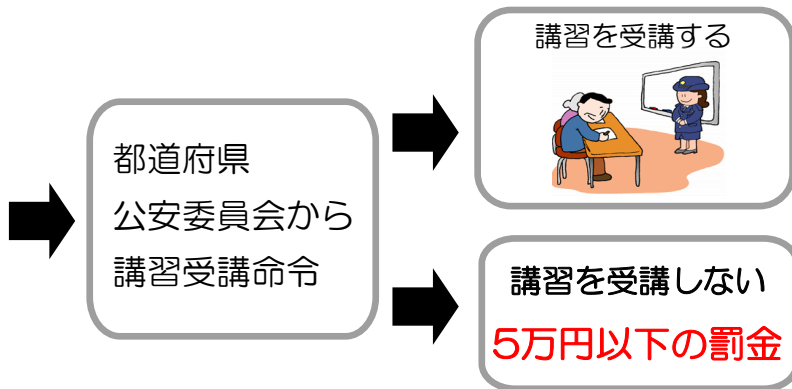 都道府県
公安委員会から
講習受講命令
講習を受講する
講習を受講しない
5万円以下の罰金